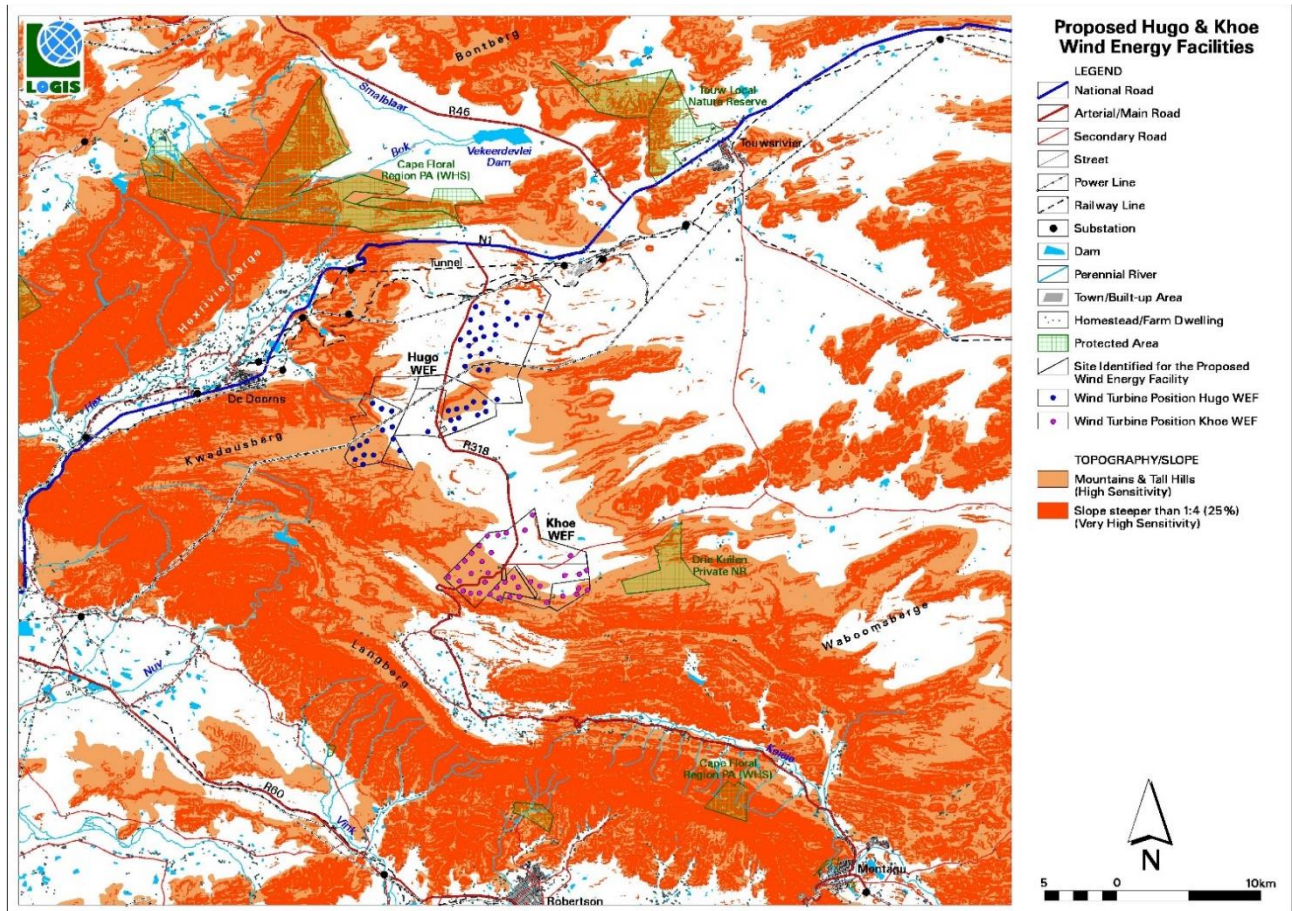 LOGIS
Bontberg
Smalblaar
R46
Touw Local
Nature Reserve
Touwsrivier
Bok
Vekeerdevlei
Dam
Cape Floral
Region PA (WHS)
N1
Tunnel
Hexrivierberge
Hugo
WEF
De Doorns
Hex
Kwadousberg
R318
Khoe
WEF
Drie Kuilen
Private NR
Waboomsberge
Langberg
Nuy
Keisie
Cape Floral
Region PA (WHS)
R60
Vink
Montagu
Robertson
Proposed Hugo & Khoe
Wind Energy Facilities
LEGEND
National Road
Arterial/Main Road
Secondary Road
Street
Power Line
Railway Line
Substation
Dam
Perennial River
Town/Built-up Area
Homestead/Farm Dwelling
Protected Area
Site Identified for the Proposed
Wind Energy Facility
Wind Turbine Position Hugo WEF
Wind Turbine Position Khoe WEF
TOPOGRAPHY/SLOPE
Mountains & Tall Hills
(High Sensitivity)
Slope steeper than 1:4 (25%)
(Very High Sensitivity)
N
5 0 10km